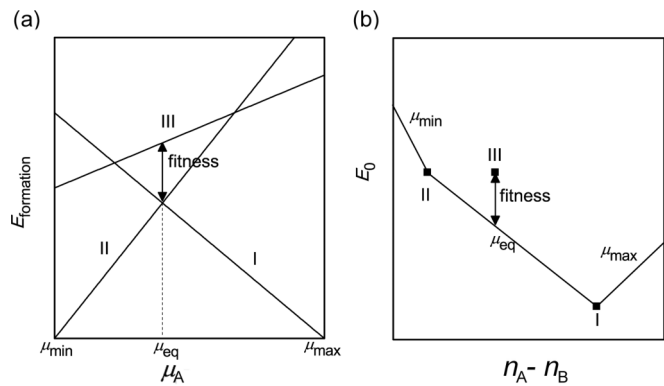 (a)
III
fitness
II
I
E_formation
μ_min
μ_eq
μ_max
μ_A
(b)
μ_min
III
II
fitness
μ_eq
μ_max
I
E_0
n_A - n_B